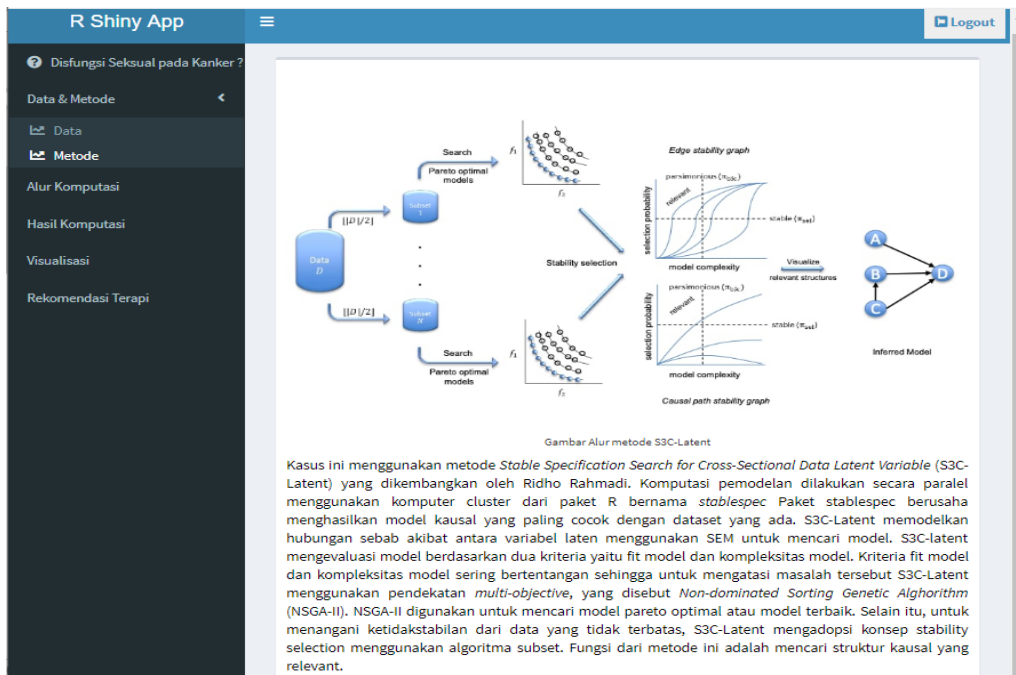 R Shiny App
Logout
Disfungsi Seksual pada Kanker ?
Data & Metode
Data
Metode
Alur Komputasi
Hasil Komputasi
Visualisasi
Rekomendasi Terapi
Search
Pareto optimal
models
f₁
f₂
Edge stability graph
parsimonious (π_bic)
relevant
stable (π_sel)
selection probability
model complexity
Subset
1
[|D|/2]
Data
D
[|D|/2]
Subset
N
Stability selection
Visualize
relevant structures
A
B
C
D
Inferred Model
Search
Pareto optimal
models
f₁
f₂
parsimonious (π_bic)
relevant
stable (π_sel)
selection probability
model complexity
Causal path stability graph
Gambar Alur metode S3C-Latent
Kasus ini menggunakan metode Stable Specification Search for Cross-Sectional Data Latent Variable (S3C-
Latent) yang dikembangkan oleh Ridho Rahmadi. Komputasi pemodelan dilakukan secara paralel
menggunakan komputer cluster dari paket R bernama stablespec Paket stablespec berusaha
menghasilkan model kausal yang paling cocok dengan dataset yang ada. S3C-Latent memodelkan
hubungan sebab akibat antara variabel laten menggunakan SEM untuk mencari model. S3C-latent
mengevaluasi model berdasarkan dua kriteria yaitu fit model dan kompleksitas model. Kriteria fit model
dan kompleksitas model sering bertentangan sehingga untuk mengatasi masalah tersebut S3C-Latent
menggunakan pendekatan multi-objective, yang disebut Non-dominated Sorting Genetic Alghorithm
(NSGA-II). NSGA-II digunakan untuk mencari model pareto optimal atau model terbaik. Selain itu, untuk
menangani ketidakstabilan dari data yang tidak terbatas, S3C-Latent mengadopsi konsep stability
selection menggunakan algoritma subset. Fungsi dari metode ini adalah mencari struktur kausal yang
relevant.